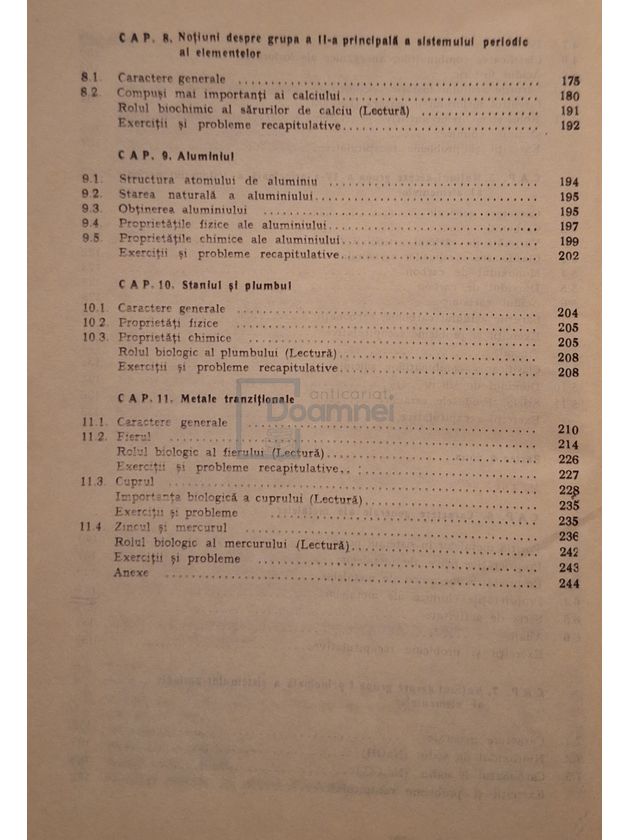 CAP. 8. Noțiuni despre grupa a II-a principală a sistemului periodic
al elementelor
8.1. Caractere generale 175
8.2. Compuși mai importanți ai calciului 180
Rolul biochimic al sărurilor de calciu (Lectură) 191
Exerciții și probleme recapitulative 192
CAP. 9. Aluminiul
9.1. Structura atomului de aluminiu 194
9.2. Starea naturală a aluminiului 195
9.3. Obținerea aluminiului 195
9.4. Proprietățile fizice ale aluminiului 197
9.5. Proprietățile chimice ale aluminiului 199
Exerciții și probleme recapitulative 202
CAP. 10. Staniul și plumbul
10.1. Caractere generale 204
10.2. Proprietăți fizice 205
10.3. Proprietăți chimice 205
Rolul biologic al plumbului (Lectură) 208
Exerciții și probleme recapitulative 208
anticariat
Doamnei
CAP. 11. Metale tranziționale
11.1. Caractere generale 210
11.2. Fierul 214
Rolul biologic al fierului (Lectură) 226
Exerciții și probleme recapitulative 227
11.3. Cuprul 228
Importanța biologică a cuprului (Lectură) 235
Exerciții și probleme 235
11.4 Zincul și mercurul 236
Rolul biologic al mercurului (Lectură) 242
Exerciții și probleme 243
Anexe 244